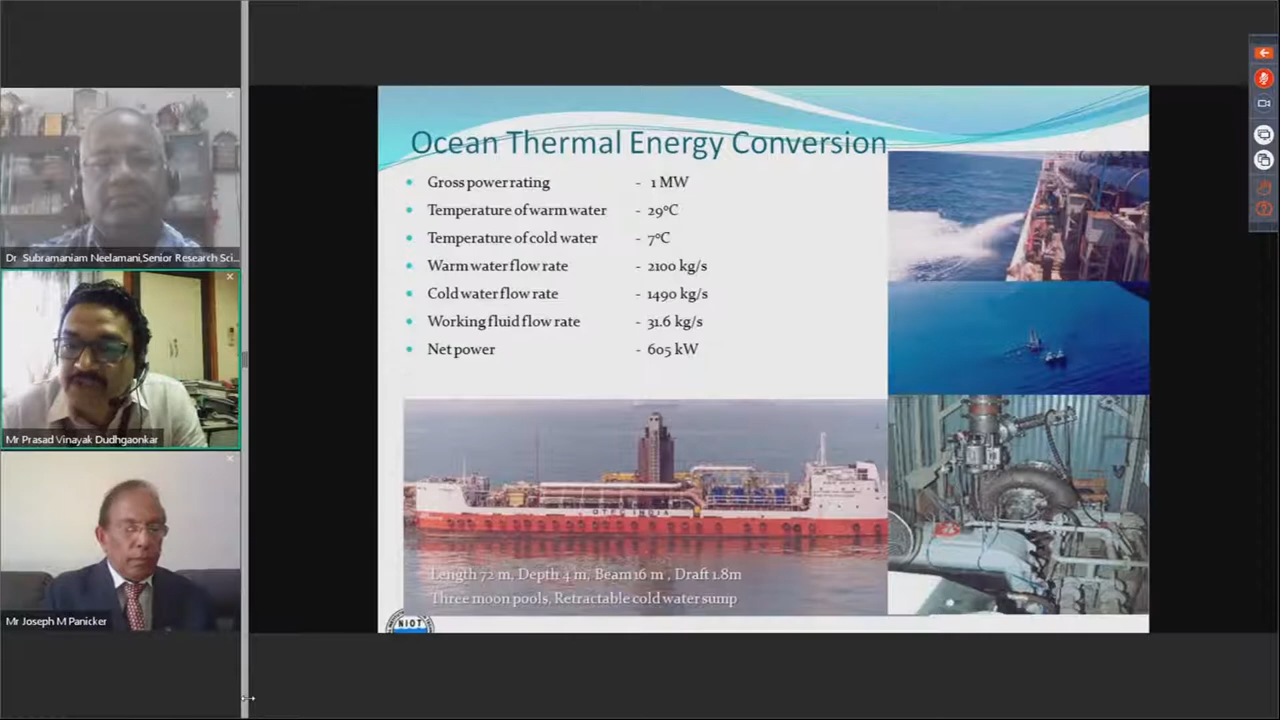 Dr Subramaniam Neelamani,Senior Research Sci...
Mr Prasad Vinayak Dudhgaonkar
Mr Joseph M Panicker
Ocean Thermal Energy Conversion
Gross power rating - 1 MW
Temperature of warm water - 29°C
Temperature of cold water - 7°C
Warm water flow rate - 2100 kg/s
Cold water flow rate - 1490 kg/s
Working fluid flow rate - 31.6 kg/s
Net power - 605 kW
OTEC INDIA
Length 72 m, Depth 4 m, Beam 16 m , Draft 1.8m
Three moon pools, Retractable cold water sump
NIOT